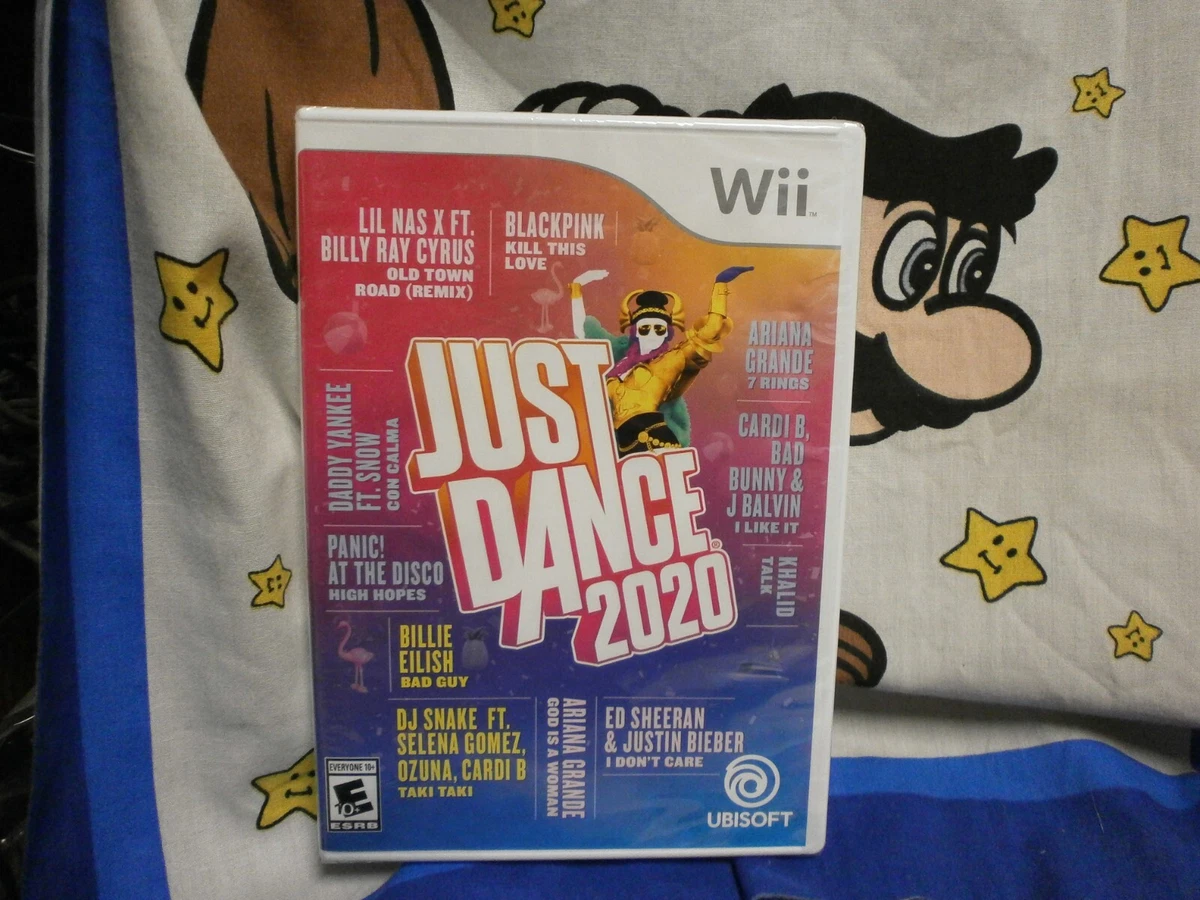 Wii™
LIL NAS X FT.
BILLY RAY CYRUS
OLD TOWN
ROAD (REMIX)
BLACKPINK
KILL THIS
LOVE
JUST
DANCE®
2020
ARIANA
GRANDE
7 RINGS
DADDY YANKEE
FT. SNOW
CON CALMA
CARDI B,
BAD
BUNNY &
J BALVIN
I LIKE IT
PANIC!
AT THE DISCO
HIGH HOPES
KHALID
TALK
BILLIE
EILISH
BAD GUY
DJ SNAKE FT.
SELENA GOMEZ,
OZUNA, CARDI B
TAKI TAKI
ARIANA GRANDE
GOD IS A WOMAN
ED SHEERAN
& JUSTIN BIEBER
I DON'T CARE
EVERYONE 10+
E
10+
ESRB
UBISOFT